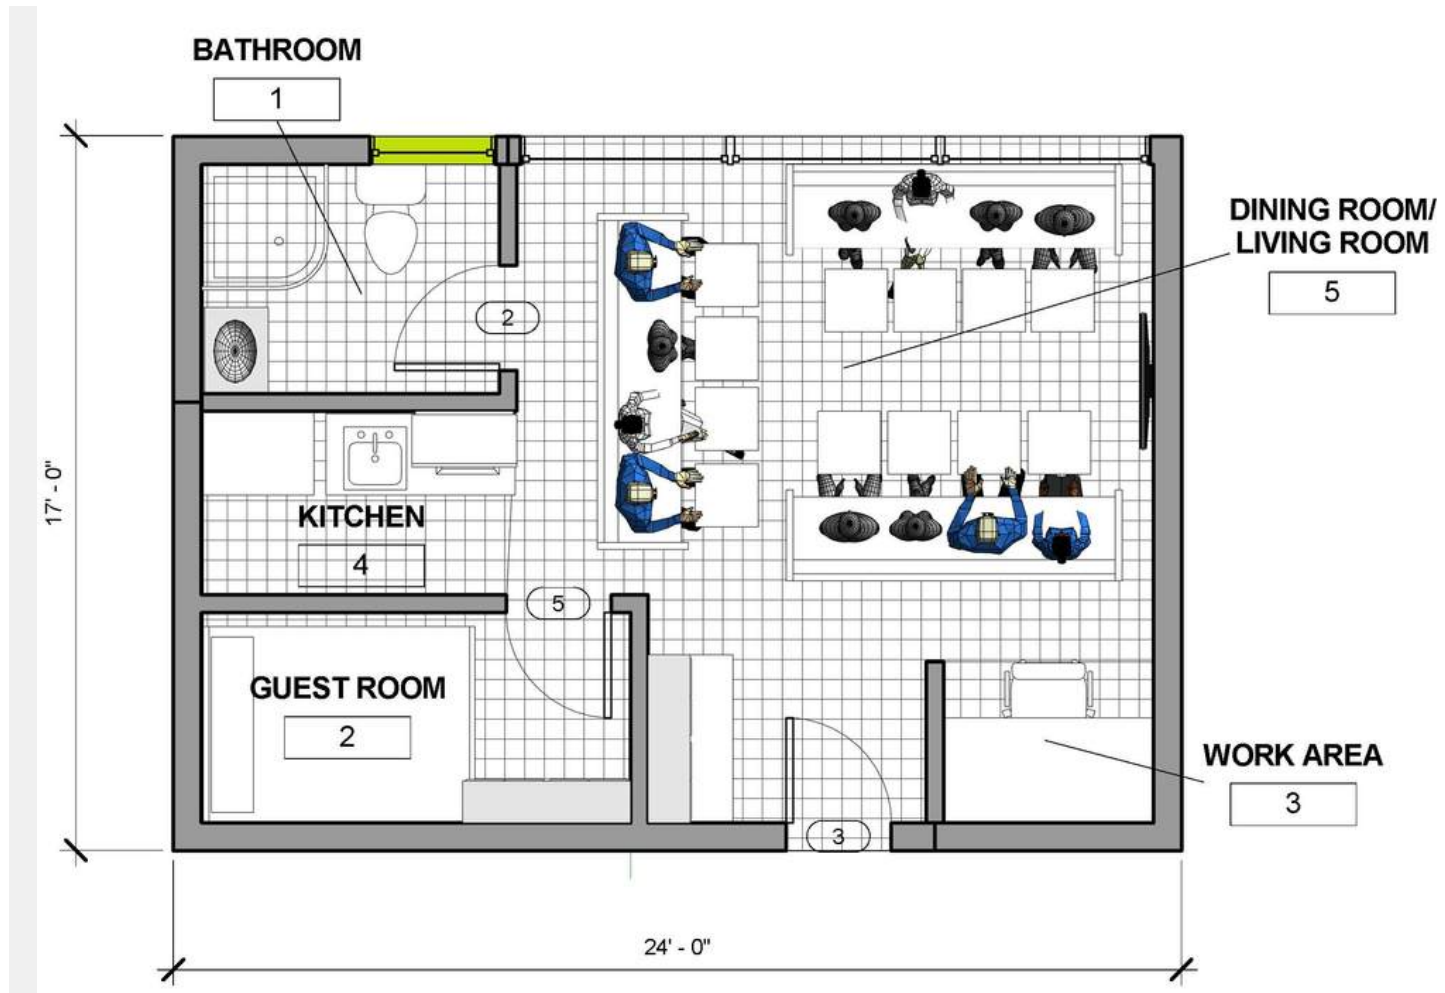 BATHROOM
1
DINING ROOM/
LIVING ROOM
5
2
17' - 0"
KITCHEN
4
5
GUEST ROOM
2
WORK AREA
3
3
24' - 0"